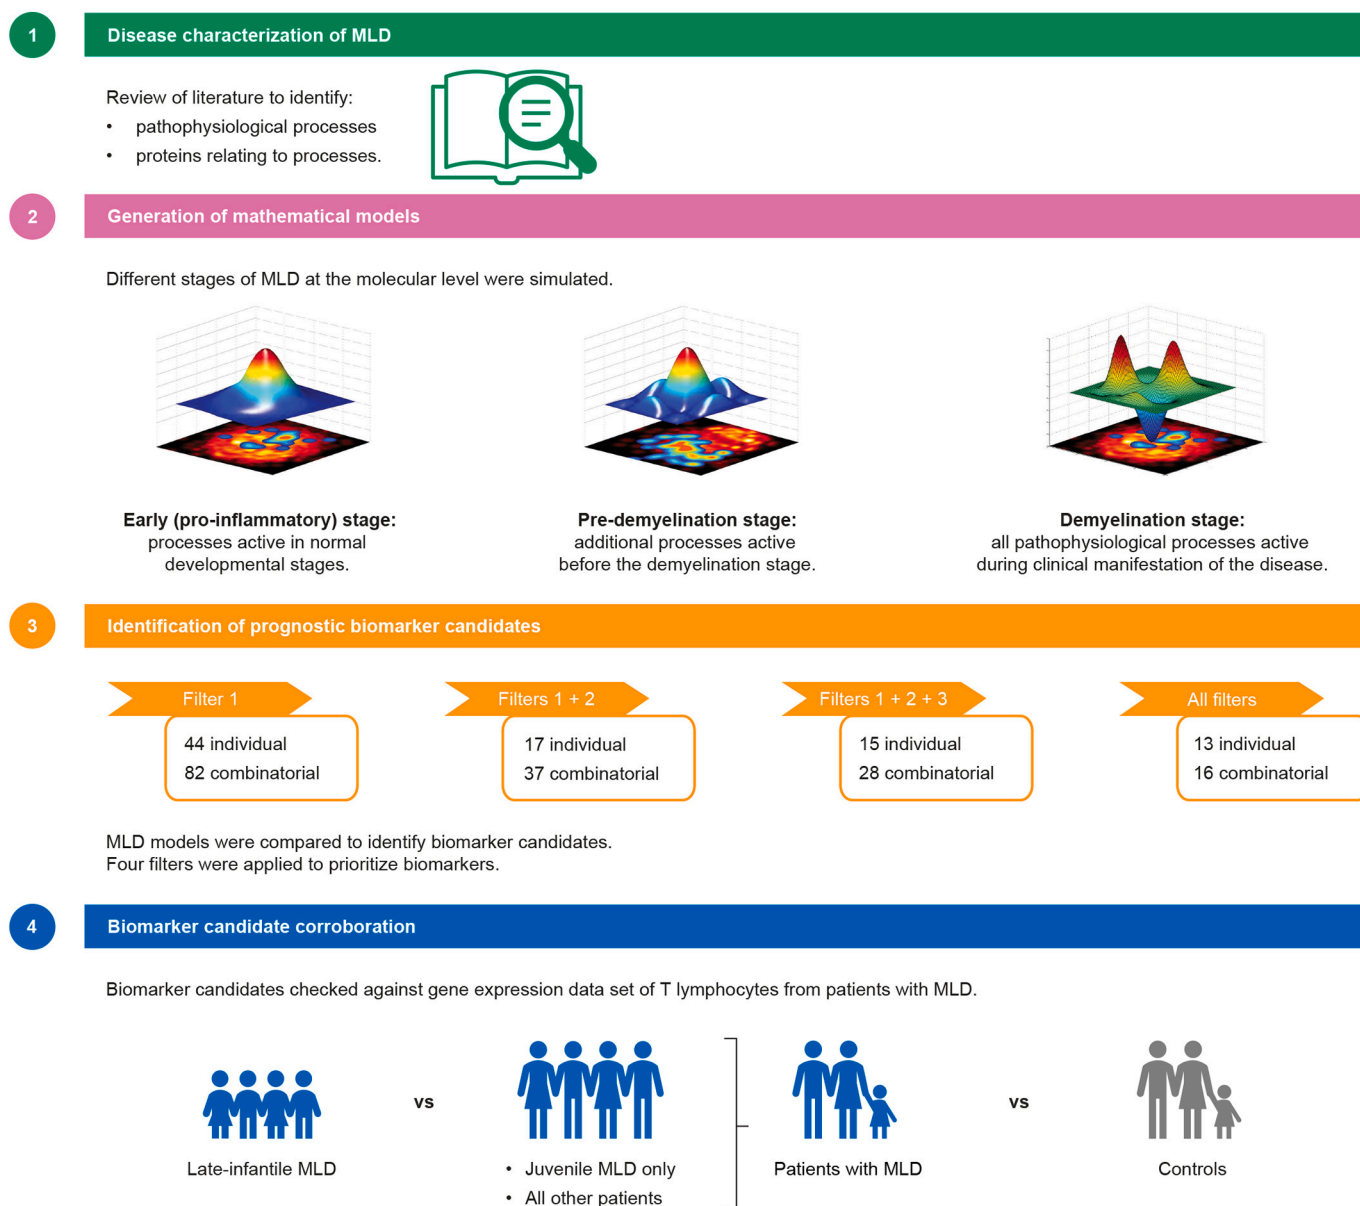 1
Disease characterization of MLD
Review of literature to identify:
• pathophysiological processes
• proteins relating to processes.
2
Generation of mathematical models
Different stages of MLD at the molecular level were simulated.
Early (pro-inflammatory) stage:
processes active in normal
developmental stages.
Pre-demyelination stage:
additional processes active
before the demyelination stage.
Demyelination stage:
all pathophysiological processes active
during clinical manifestation of the disease.
3
Identification of prognostic biomarker candidates
Filter 1
44 individual
82 combinatorial
Filters 1 + 2
17 individual
37 combinatorial
Filters 1 + 2 + 3
15 individual
28 combinatorial
All filters
13 individual
16 combinatorial
MLD models were compared to identify biomarker candidates.
Four filters were applied to prioritize biomarkers.
4
Biomarker candidate corroboration
Biomarker candidates checked against gene expression data set of T lymphocytes from patients with MLD.
Late-infantile MLD
vs
• Juvenile MLD only
• All other patients
Patients with MLD
vs
Controls